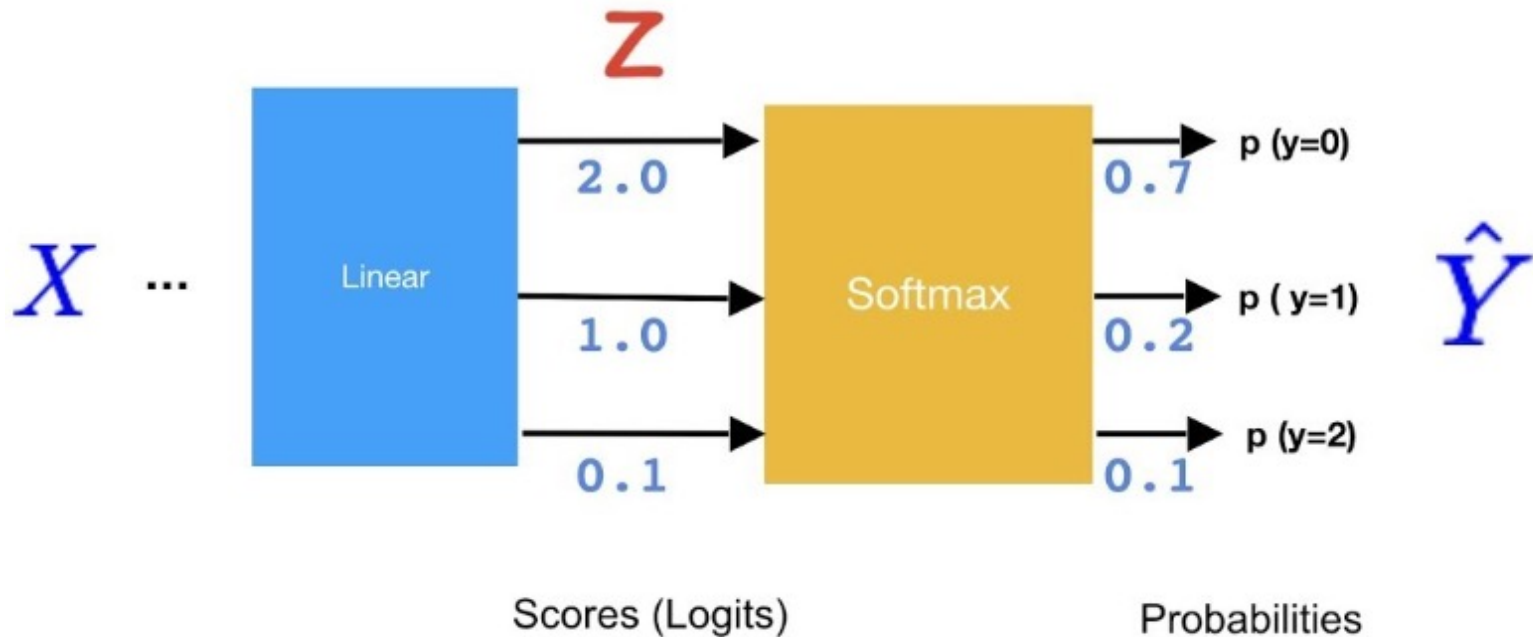 Z
2.0
0.7
p (y=0)
X ...
Linear
1.0
Softmax
0.2
p ( y=1)
Ŷ
0.1
0.1
p (y=2)
Scores (Logits)
Probabilities